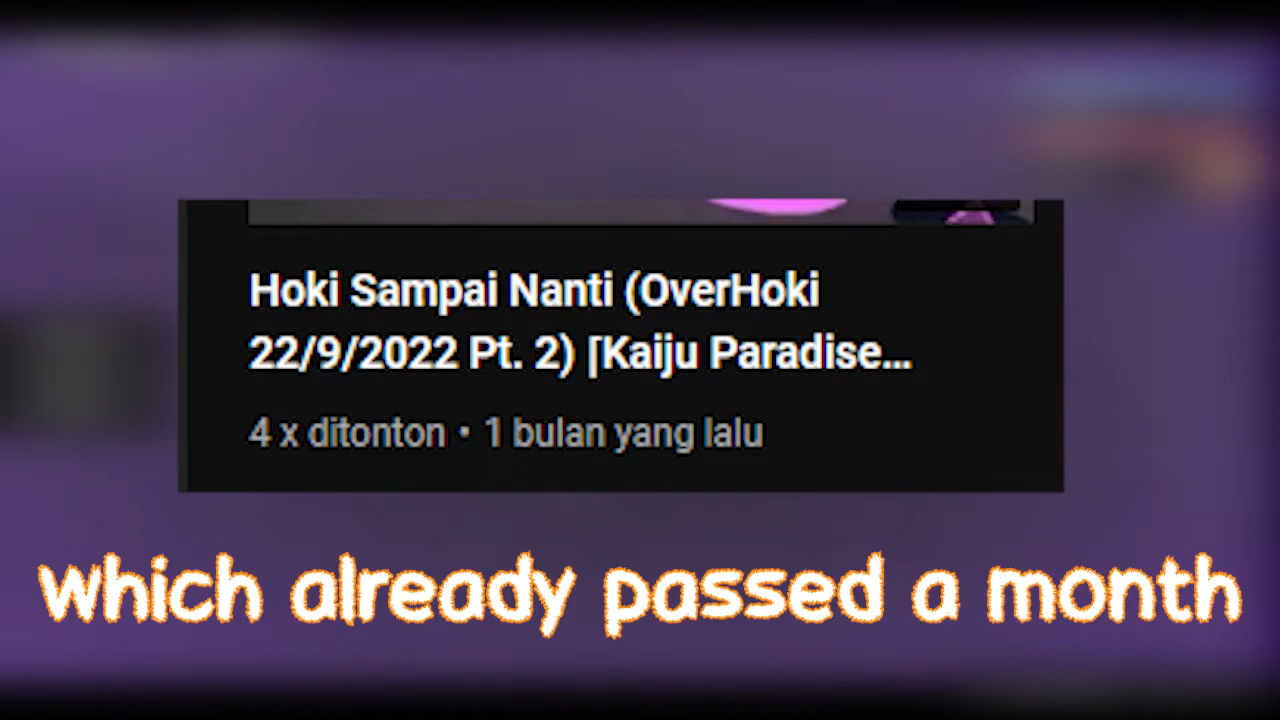 Hoki Sampai Nanti (OverHoki
22/9/2022 Pt. 2) [Kaiju Paradise...
4 x ditonton • 1 bulan yang lalu
which already passed a month